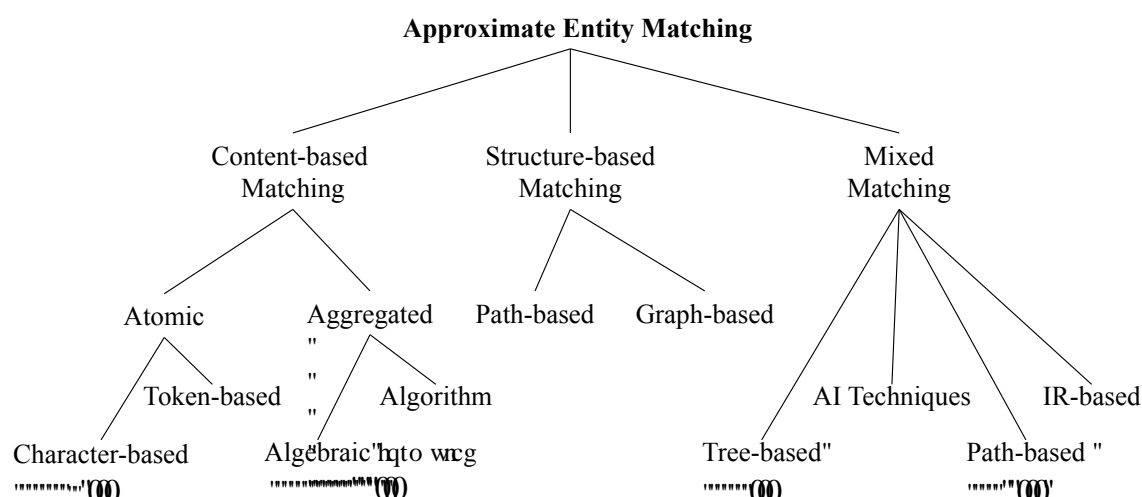 Approximate Entity Matching
Content-based Structure-based Mixed
Matching Matching Matching
Atomic Aggregated Path-based Graph-based
"
"
Token-based Algorithm AI Techniques IR-based
"
Character-based Algebraic Tree-based" Path-based "